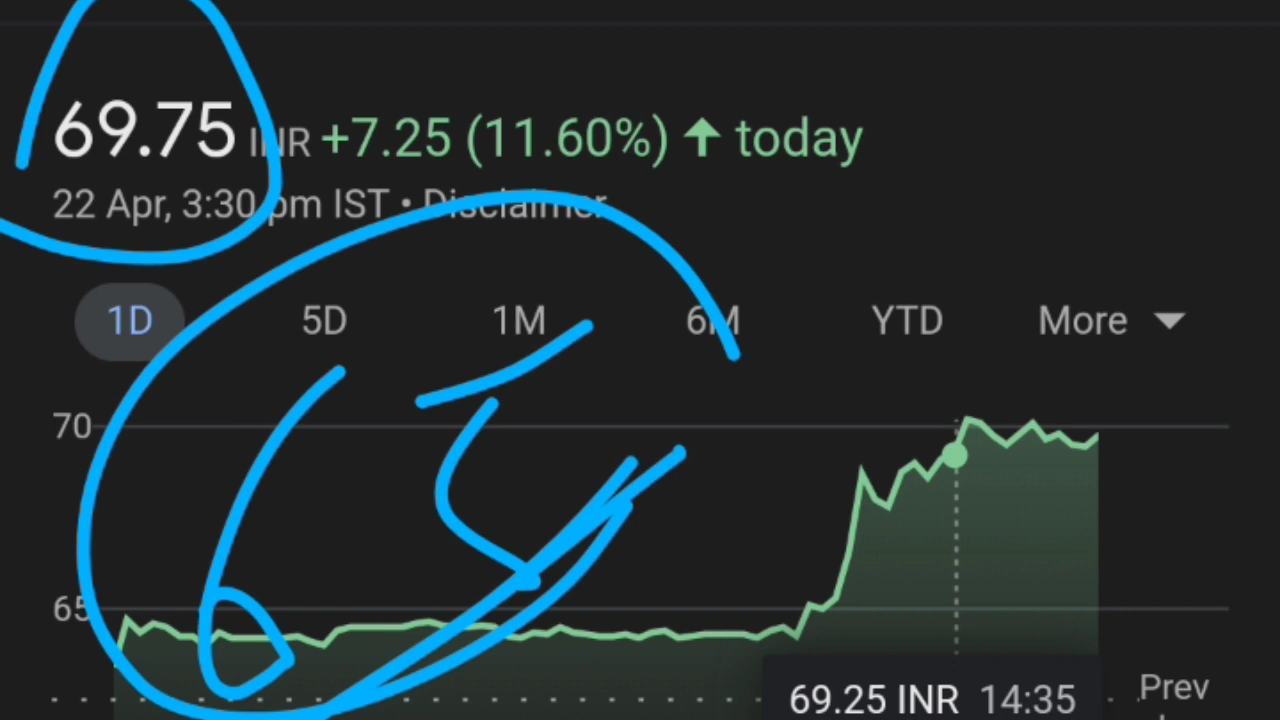 69.75 INR +7.25 (11.60%) ↑ today
22 Apr, 3:30 pm IST • Disclaimer
1D 5D 1M 6M YTD More
70
65
65
69.25 INR 14:35
Prev